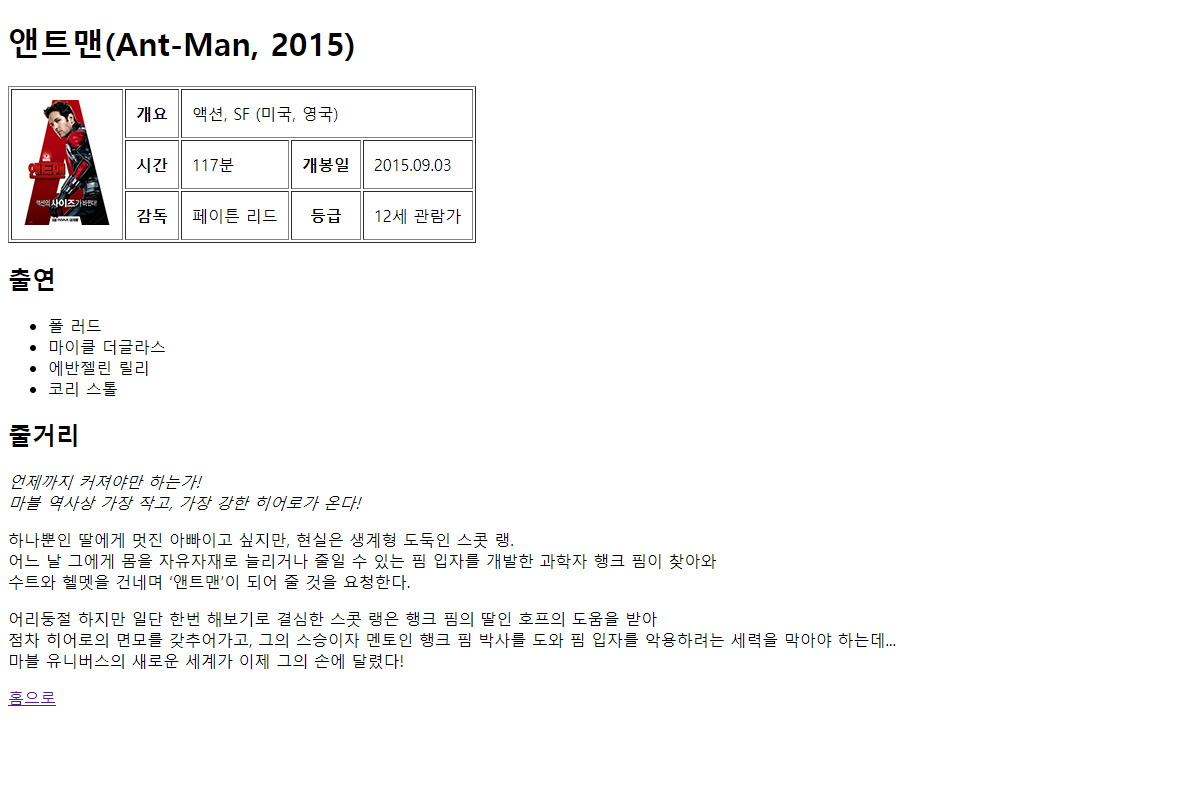 앤트맨(Ant-Man, 2015)
개요 액션, SF (미국, 영국)
앤트맨
액션의 사이즈가 바뀐다!
시간 117분 개봉일 2015.09.03
감독 페이튼 리드 등급 12세 관람가
출연
폴 러드
마이클 더글라스
에반젤린 릴리
코리 스톨
줄거리
언제까지 커져야만 하는가!
마블 역사상 가장 작고, 가장 강한 히어로가 온다!
하나뿐인 딸에게 멋진 아빠이고 싶지만, 현실은 생계형 도둑인 스콧 랭.
어느 날 그에게 몸을 자유자재로 늘리거나 줄일 수 있는 핌 입자를 개발한 과학자 행크 핌이 찾아와
수트와 헬멧을 건네며 ‘앤트맨’이 되어 줄 것을 요청한다.
어리둥절 하지만 일단 한번 해보기로 결심한 스콧 랭은 행크 핌의 딸인 호프의 도움을 받아
점차 히어로의 면모를 갖추어가고, 그의 스승이자 멘토인 행크 핌 박사를 도와 핌 입자를 악용하려는 세력을 막아야 하는데...
마블 유니버스의 새로운 세계가 이제 그의 손에 달렸다!
홈으로